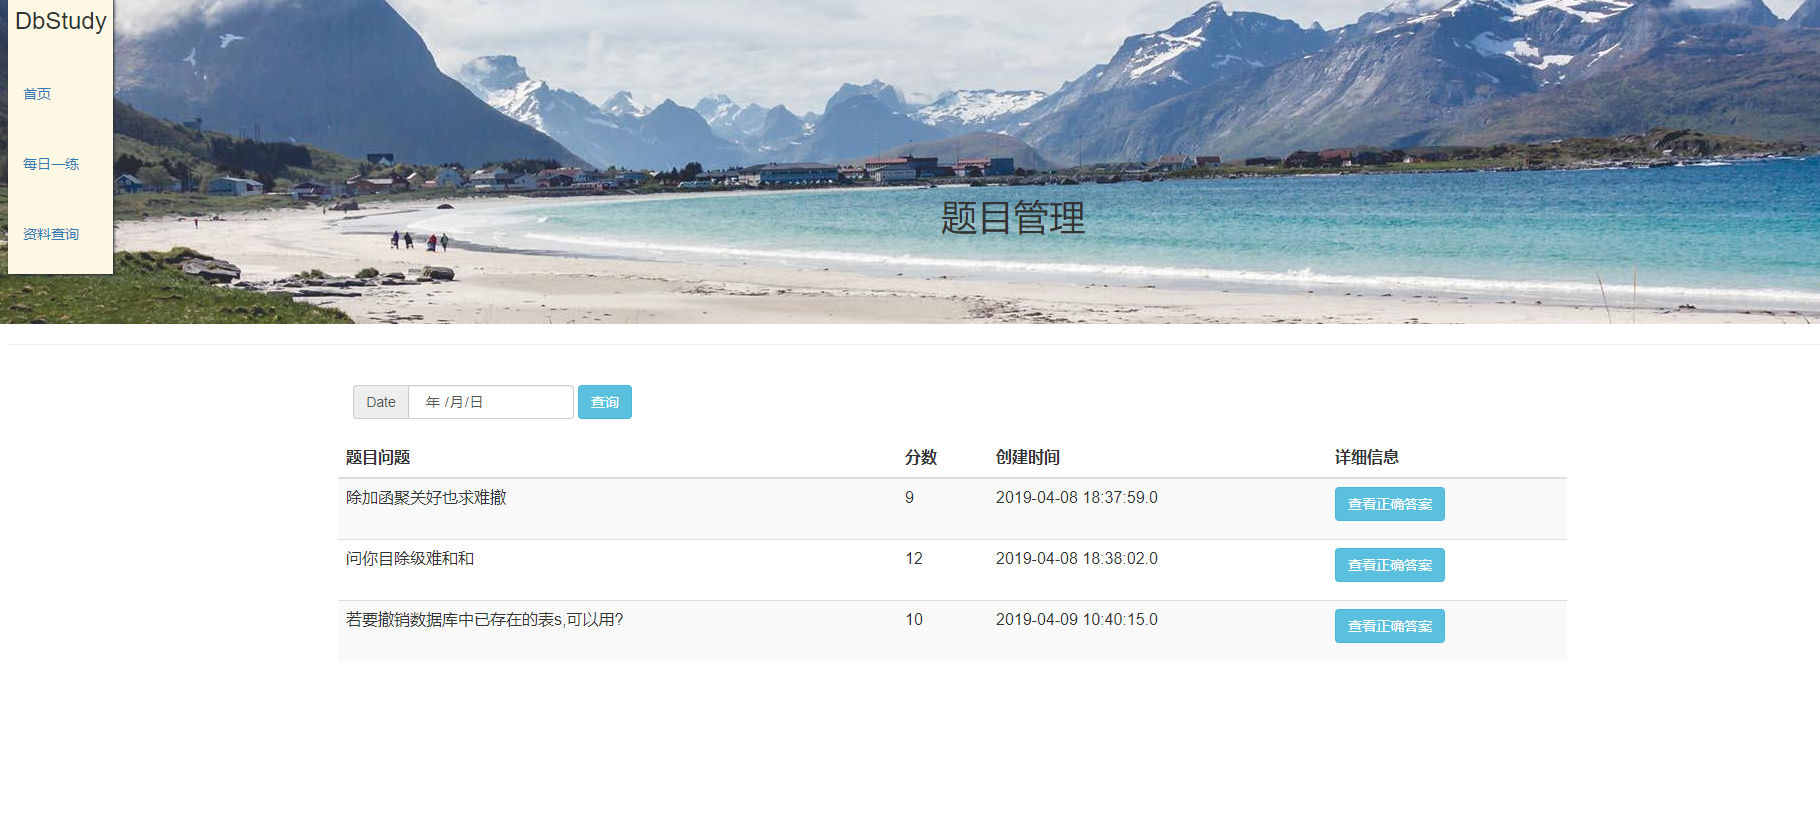 DbStudy
首页
每日一练
资料查询
题目管理
Date 年 /月/日 查询
题目问题 分数 创建时间 详细信息
除加函聚关好也求难撤 9 2019-04-08 18:37:59.0 查看正确答案
问你目除级难和和 12 2019-04-08 18:38:02.0 查看正确答案
若要撤销数据库中已存在的表s,可以用? 10 2019-04-09 10:40:15.0 查看正确答案